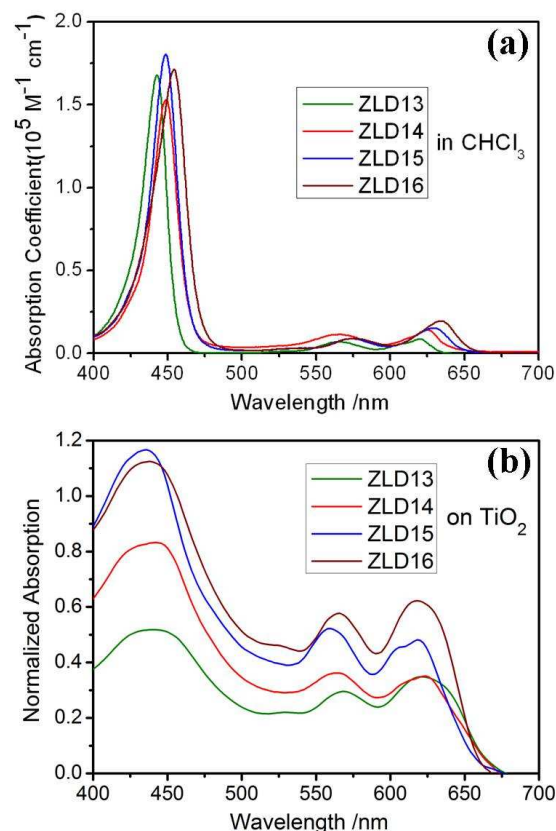 (a)
ZLD13
ZLD14
ZLD15
ZLD16
in CHCl3
Absorption Coefficient(10^5 M^-1 cm^-1)
2.0
1.5
1.0
0.5
0.0
400 450 500 550 600 650 700
Wavelength /nm
(b)
ZLD13
ZLD14
ZLD15
ZLD16
on TiO2
Normalized Absorption
1.2
1.0
0.8
0.6
0.4
0.2
0.0
400 450 500 550 600 650 700
Wavelength /nm